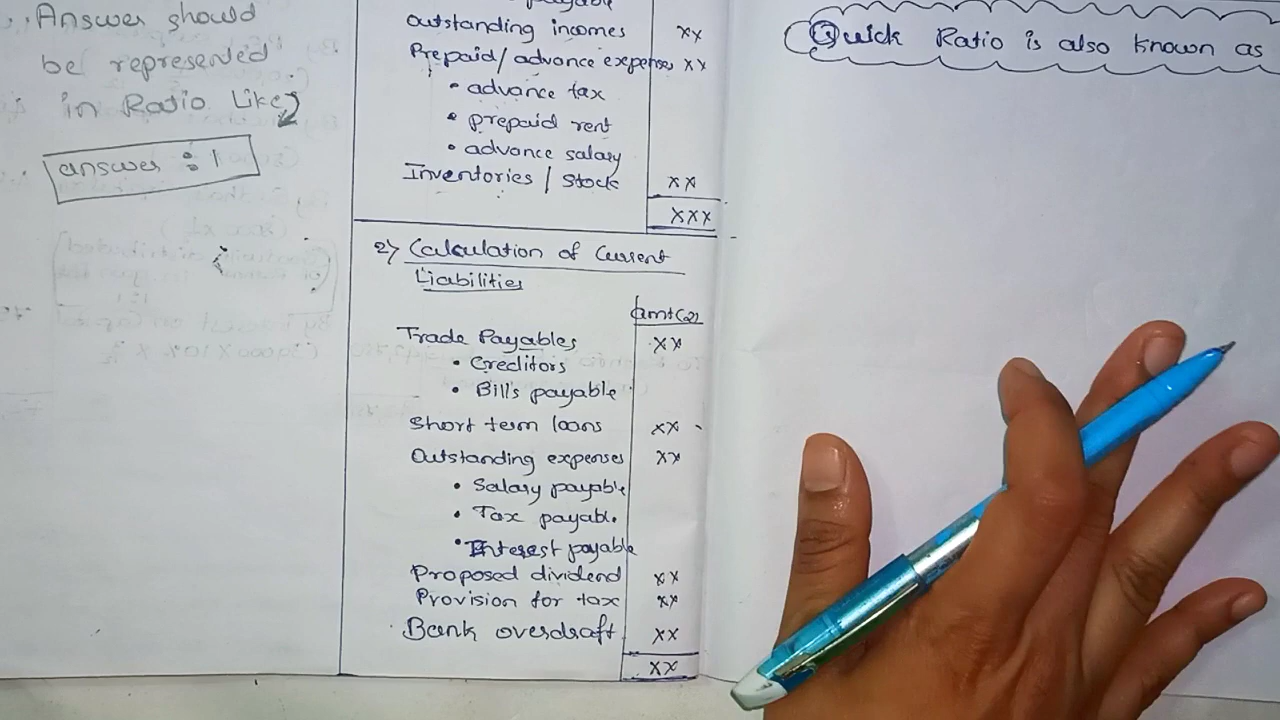 Answer should
be represented
in Ratio Like
answer : 1
payable
Outstanding incomes xx
Prepaid/advance expenses xx
• advance tax
• prepaid rent
• advance salary
Inventories / Stock xx
xxx
2) Calculation of Current
Liabilities
Trade Payables xx
• Creditors
• Bill's payable
Short term loans xx
Outstanding expenses xx
• Salary payable
• Tax payable
• Interest payable
Proposed dividend xx
Provision for tax xx
Bank overdraft xx
xx
Quick Ratio is also known as